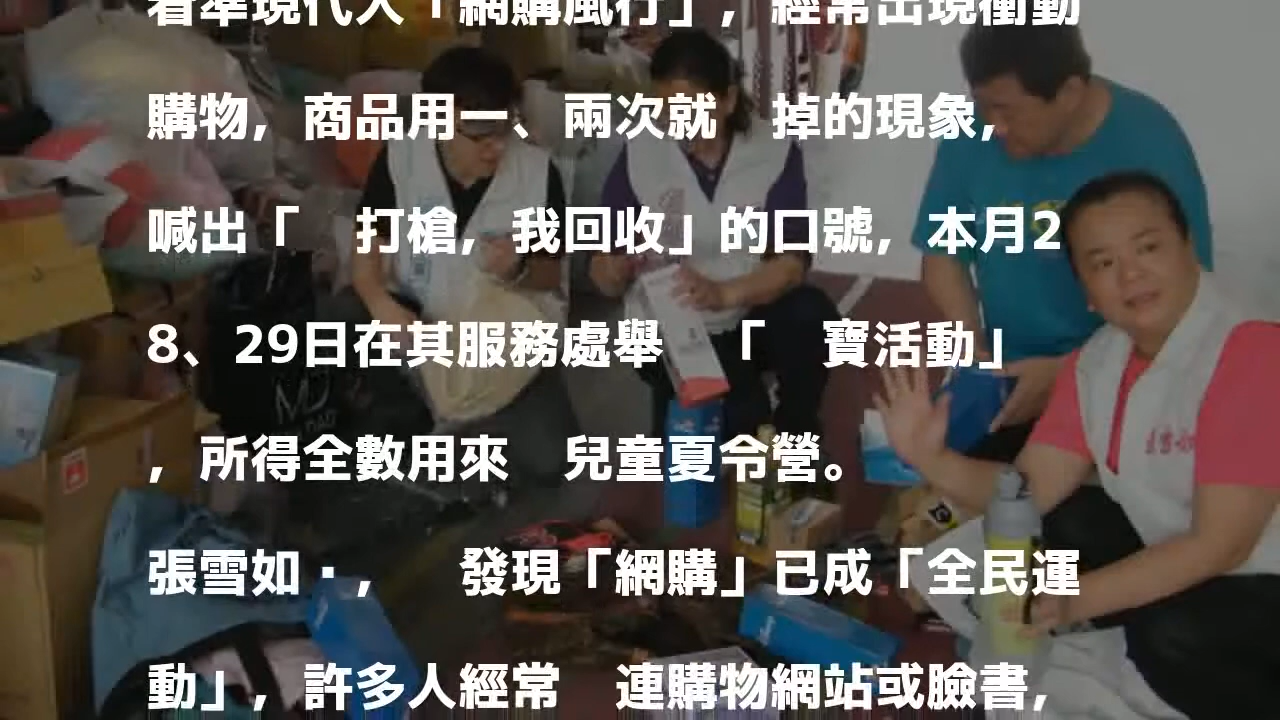 看準現代人「網購風行」，經常出現衝動
購物，商品用一、兩次就　掉的現象，
喊出「　打槍，我回收」的口號，本月2
8、29日在其服務處舉　「　寶活動」
，所得全數用來　兒童夏令營。
張雪如·，　發現「網購」已成「全民運
動」，許多人經常　連購物網站或臉書，